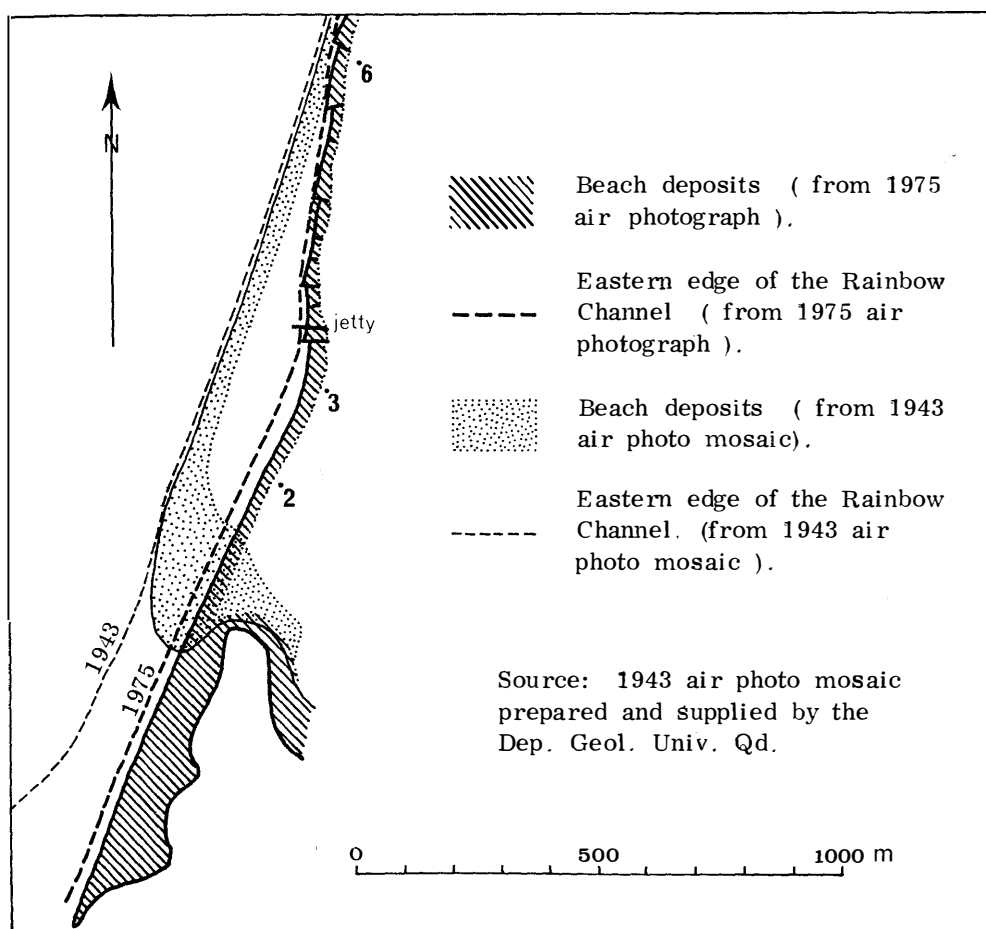 6
N
Beach deposits ( from 1975
air photograph ).
Eastern edge of the Rainbow
Channel ( from 1975 air
photograph ).
jetty
3
Beach deposits ( from 1943
air photo mosaic).
2
Eastern edge of the Rainbow
Channel. (from 1943 air
photo mosaic ).
1943
1975
Source: 1943 air photo mosaic
prepared and supplied by the
Dep. Geol. Univ. Qd.
0 500 1000 m